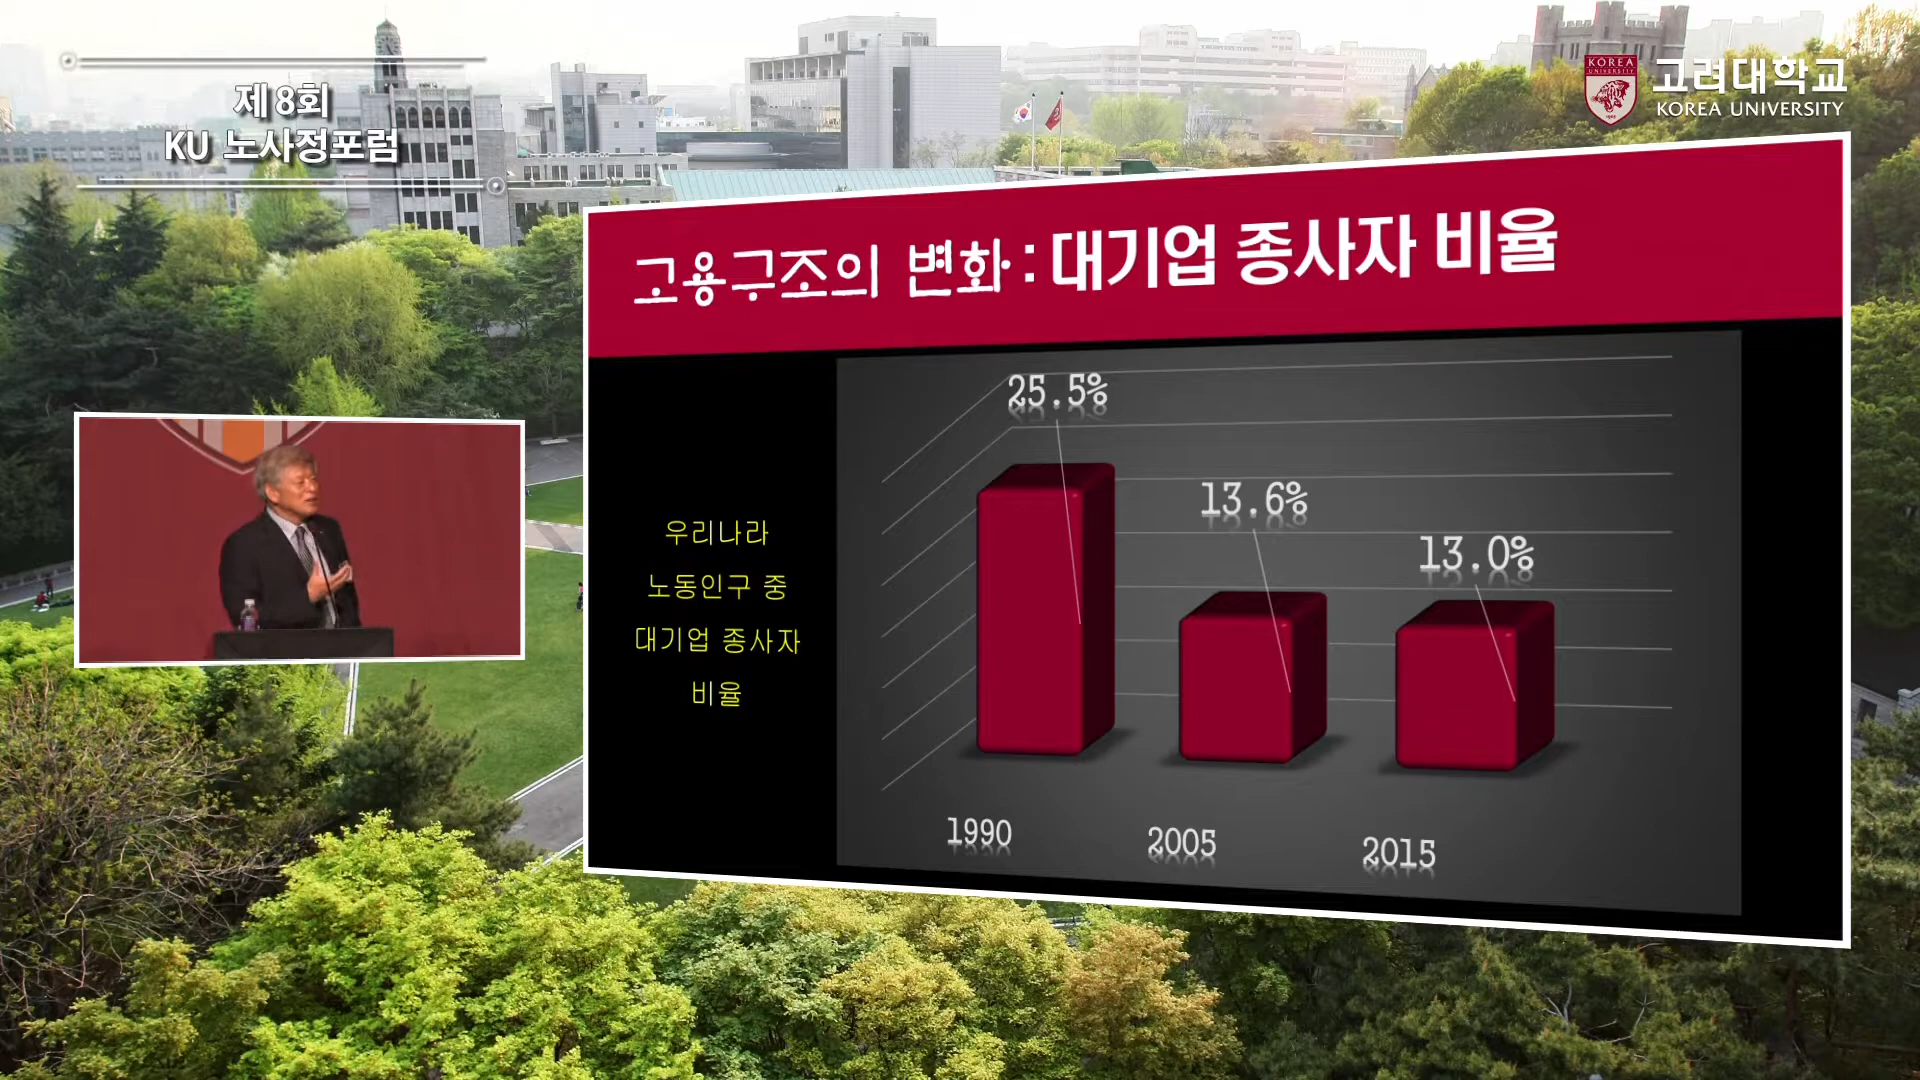 제8회
KU 노사정포럼
KOREA
UNIVERSITY
고려대학교
KOREA UNIVERSITY
고용구조의 변화 : 대기업 종사자 비율
우리나라
노동인구 중
대기업 종사자
비율
25.5%
13.6%
13.0%
1990
2005
2015